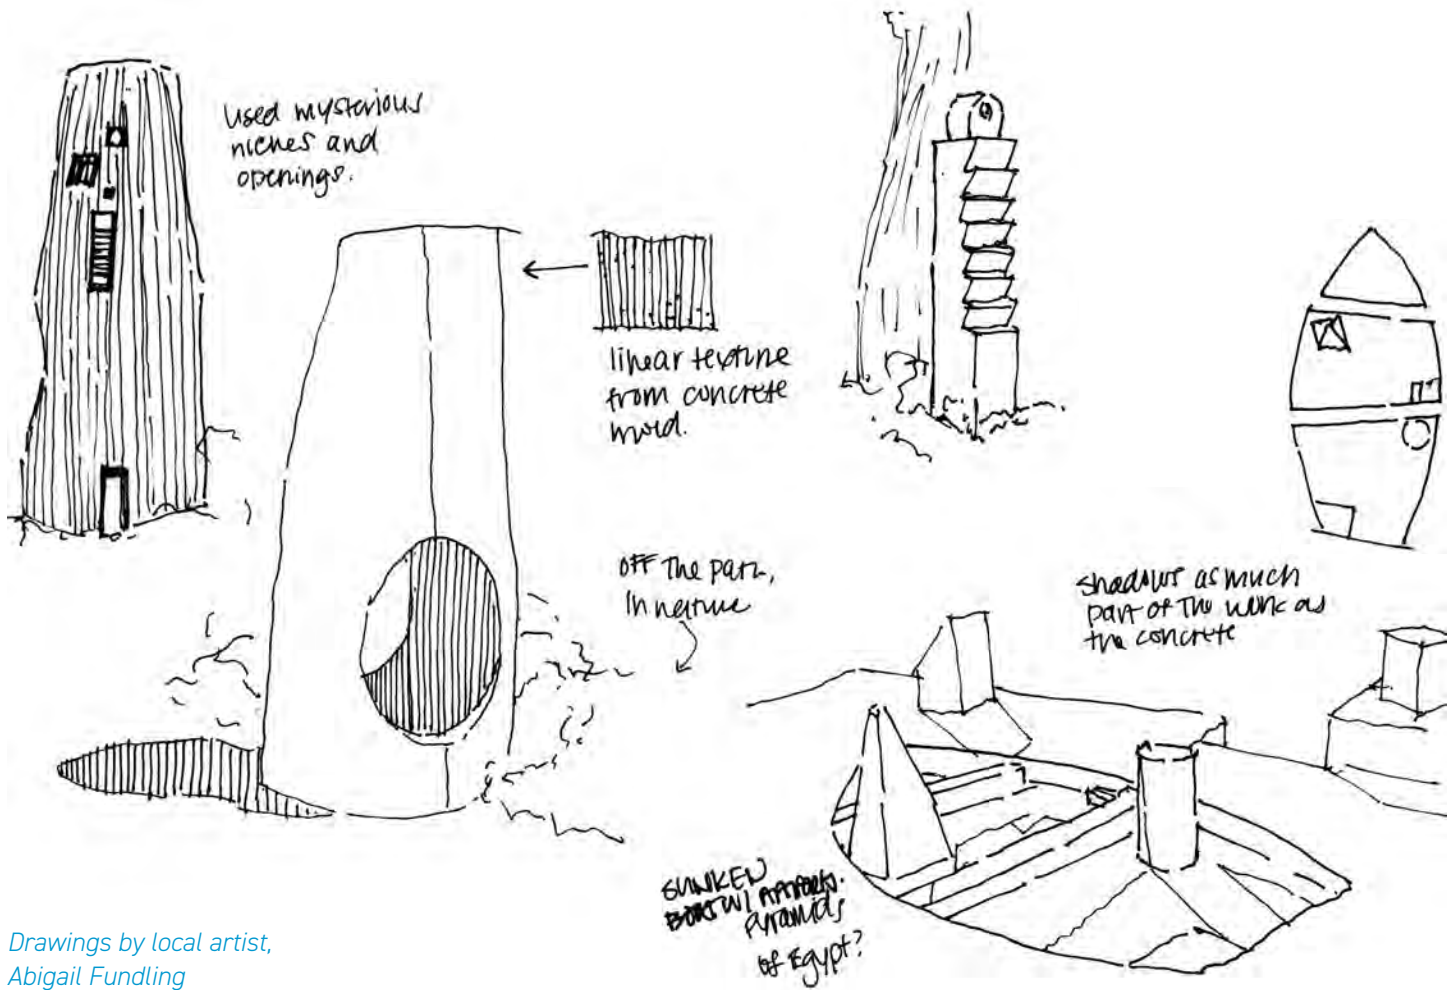 used mysterious
niches and
openings.
linear texture
from concrete
mold.
OFF The path,
In nature
shadows as much
part of the work as
the concrete
SUNKEN
BOAT W/
Pyramids
of Egypt?
Drawings by local artist,
Abigail Fundling